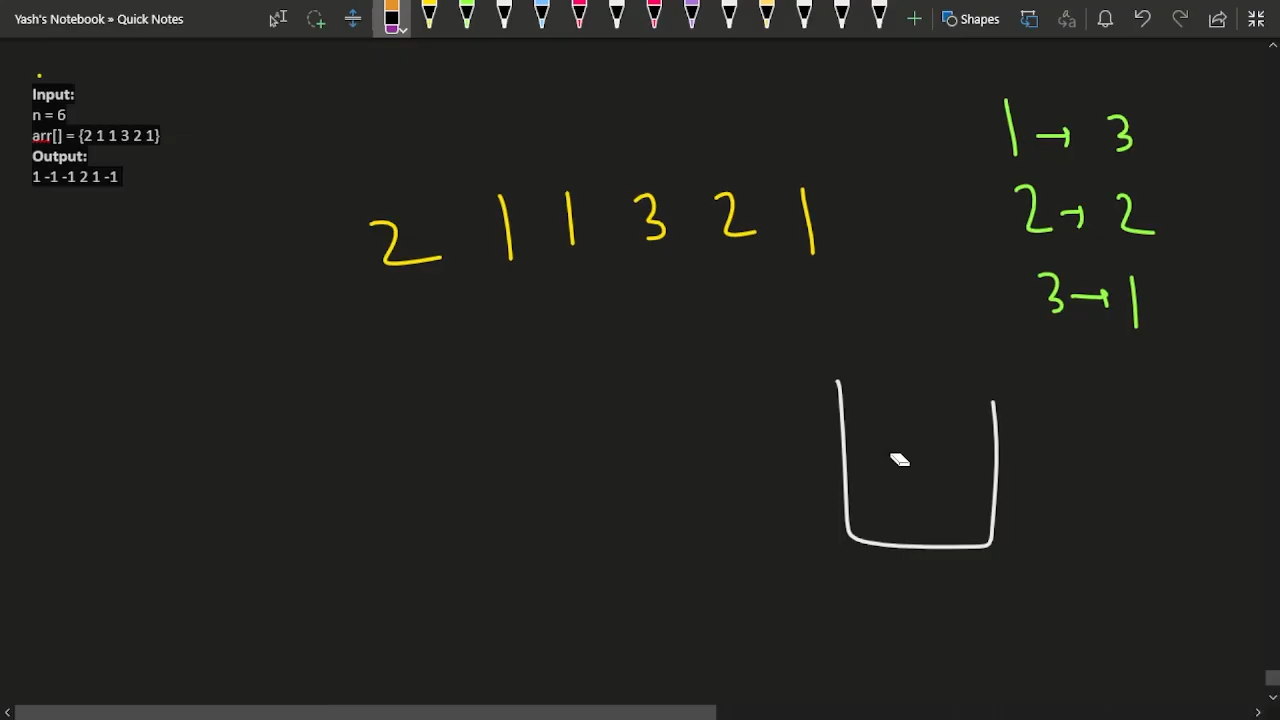 Yash's Notebook » Quick Notes
Shapes
Input:
n = 6
arr[] = {2 1 1 3 2 1}
Output:
1 -1 -1 2 1 -1
2 1 1 3 2 1
1 → 3
2 → 2
3 → 1